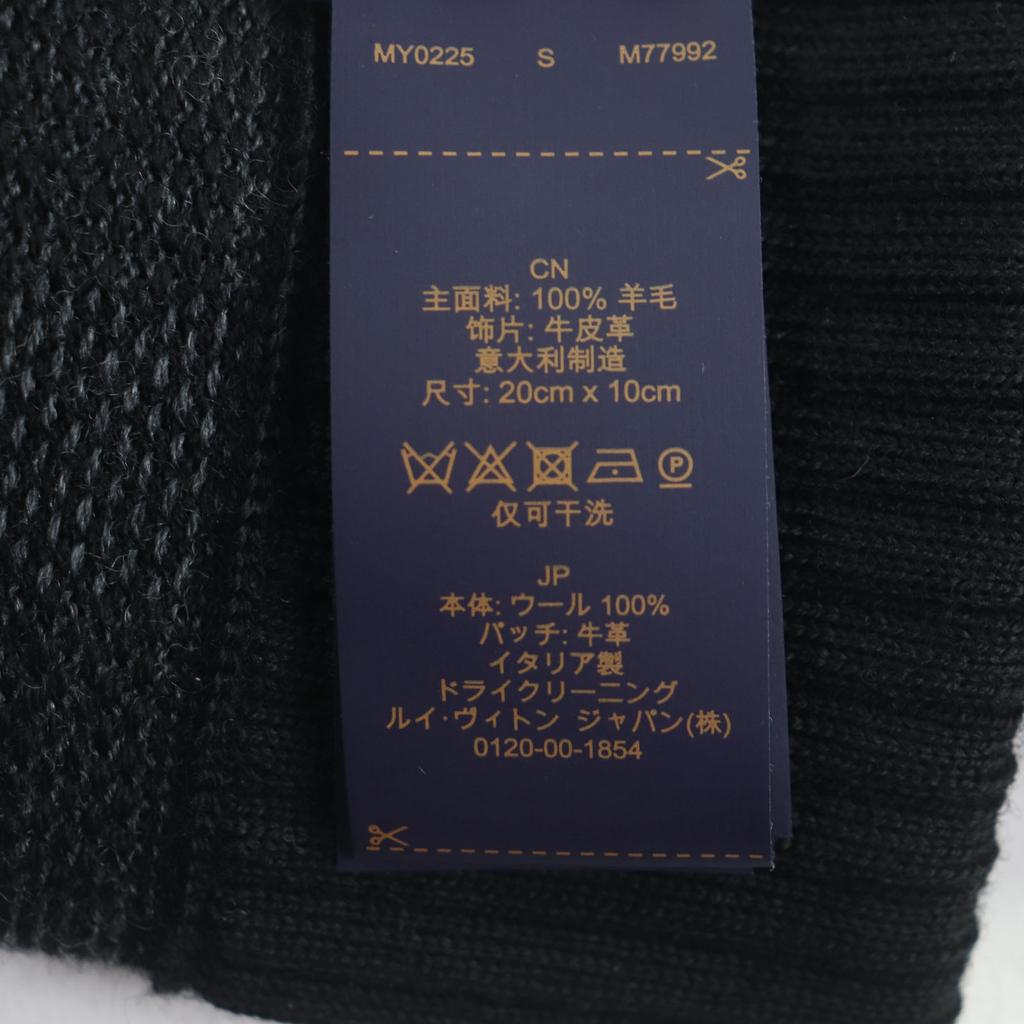 MY0225 S M77992
CN
主面料: 100% 羊毛
饰片: 牛皮革
意大利制造
尺寸: 20cm x 10cm
P
仅可干洗
JP
本体: ウール 100%
パッチ: 牛革
イタリア製
ドライクリーニング
ルイ·ヴィトン ジャパン(株)
0120-00-1854